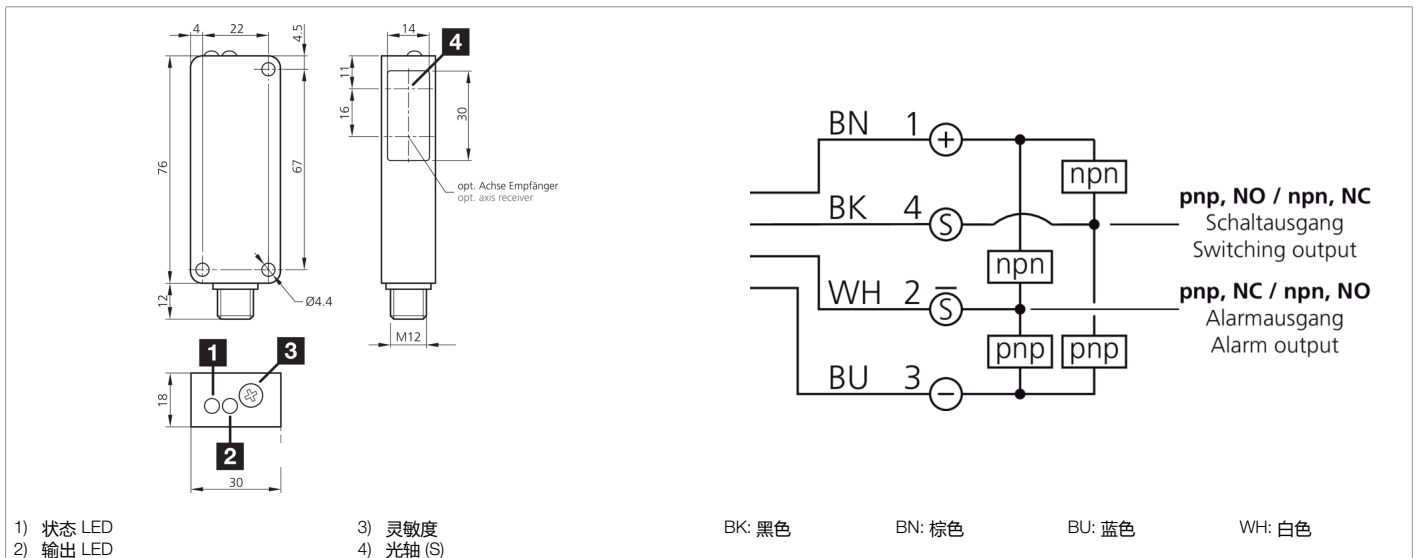 4 22 4.5
76
67
12
Ø4.4
14
4
11
16
30
opt. Achse Empfänger
opt. axis receiver
M12
1
3
18
2
30
BN 1 +
npn
pnp, NO / npn, NC
BK 4 S
Schaltausgang
Switching output
npn
WH 2 S̅
pnp, NC / npn, NO
Alarmausgang
Alarm output
pnp pnp
BU 3 −
1) 状态 LED
2) 输出 LED
3) 灵敏度
4) 光轴 (S)
BK: 黑色 BN: 棕色 BU: 蓝色 WH: 白色